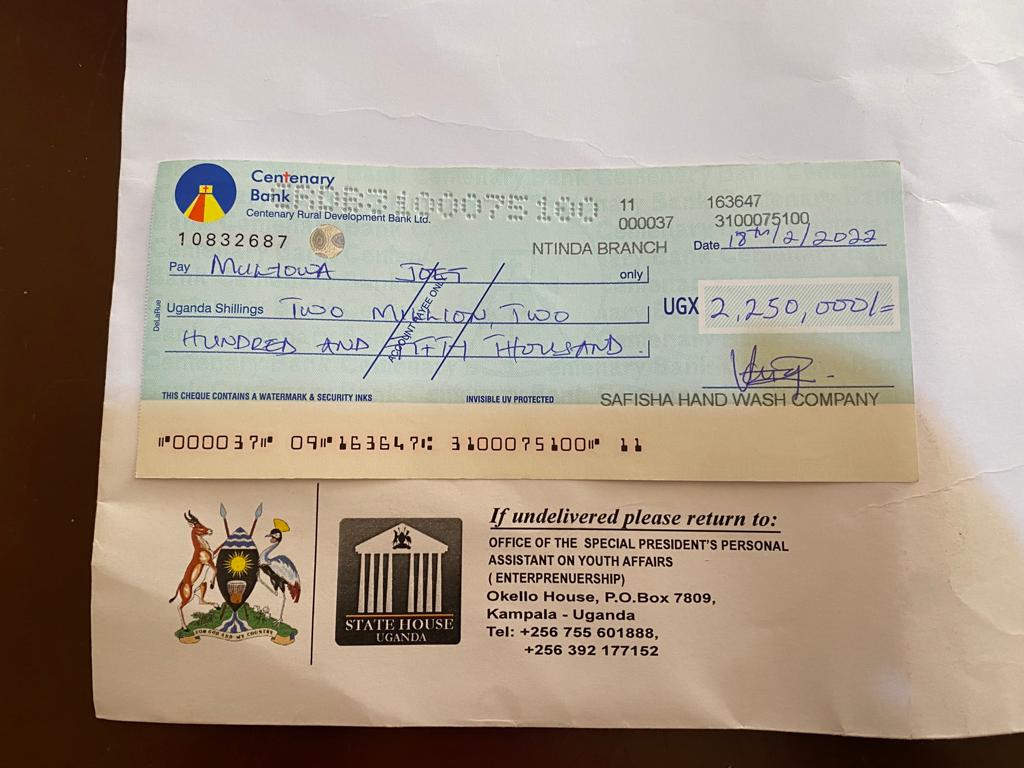 Centenary
Bank
Centenary Rural Development Bank Ltd.
11 163647
000037 3100075100
10832687
NTINDA BRANCH Date 18th/2/2022
Pay only
Uganda Shillings TWO MILLION, TWO
UGX 2,250,000/=
HUNDRED AND FIFTY THOUSAND.
ACCOUNT PAYEE ONLY
DeLaRue
THIS CHEQUE CONTAINS A WATERMARK & SECURITY INKS INVISIBLE UV PROTECTED SAFISHA HAND WASH COMPANY
⑈000037⑈ 09⑈163647⑆ 3100075100⑈ 11
If undelivered please return to:
OFFICE OF THE SPECIAL PRESIDENT'S PERSONAL
ASSISTANT ON YOUTH AFFAIRS
( ENTERPRENUERSHIP)
Okello House, P.O.Box 7809,
Kampala - Uganda
Tel: +256 755 601888,
+256 392 177152
STATE HOUSE
UGANDA
FOR GOD AND MY COUNTRY